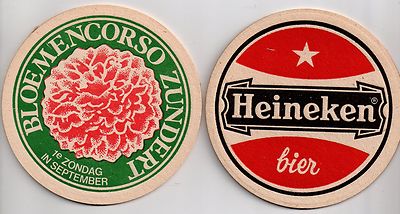 BLOEMENCORSO ZUNDERT
1e ZONDAG
IN SEPTEMBER
Heineken®
bier